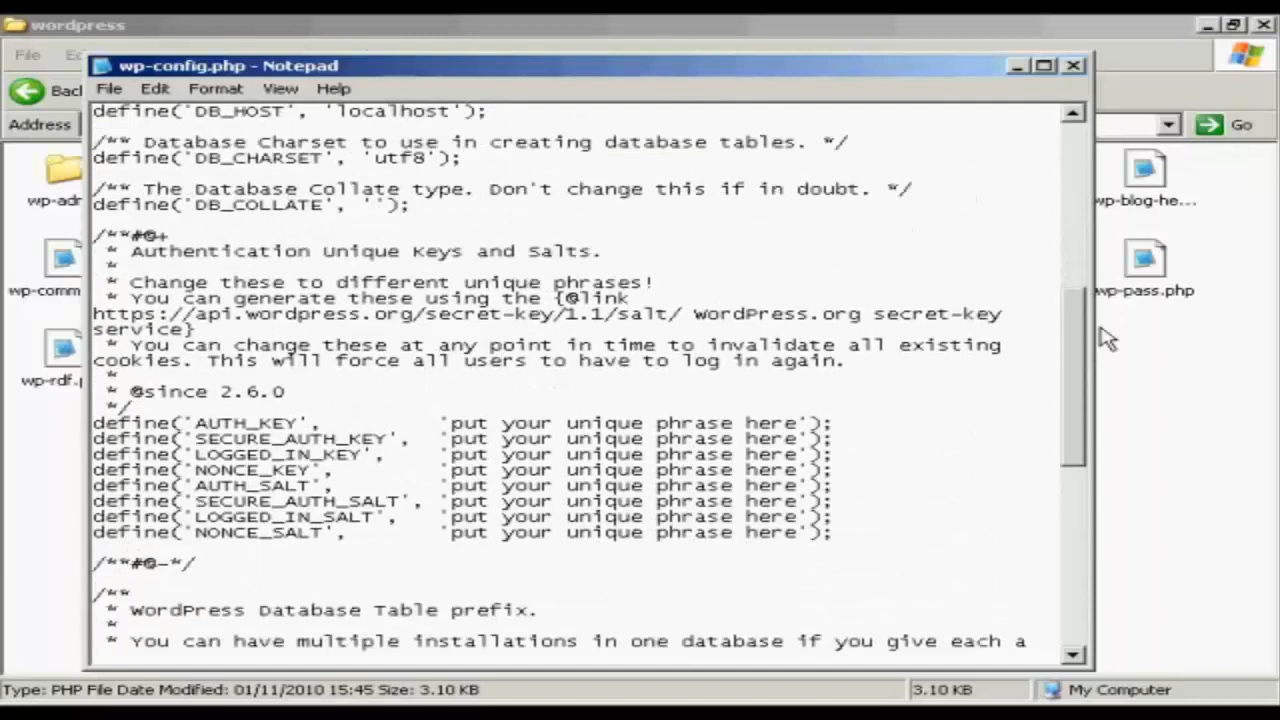 wordpress
File
wp-config.php - Notepad
Back
File Edit Format View Help
Address
Go
define('DB_HOST', 'localhost');
/** Database Charset to use in creating database tables. */
define('DB_CHARSET', 'utf8');
/** The Database Collate type. Don't change this if in doubt. */
define('DB_COLLATE', '');
/**#@+
* Authentication Unique Keys and Salts.
*
* Change these to different unique phrases!
* You can generate these using the {@link
https://api.wordpress.org/secret-key/1.1/salt/ WordPress.org secret-key
service}
* You can change these at any point in time to invalidate all existing
cookies. This will force all users to have to log in again.
*
* @since 2.6.0
*/
define('AUTH_KEY', 'put your unique phrase here');
define('SECURE_AUTH_KEY', 'put your unique phrase here');
define('LOGGED_IN_KEY', 'put your unique phrase here');
define('NONCE_KEY', 'put your unique phrase here');
define('AUTH_SALT', 'put your unique phrase here');
define('SECURE_AUTH_SALT', 'put your unique phrase here');
define('LOGGED_IN_SALT', 'put your unique phrase here');
define('NONCE_SALT', 'put your unique phrase here');
/**#@-*/
/**
* WordPress Database Table prefix.
*
* You can have multiple installations in one database if you give each a
wp-adr
wp-comm
wp-rdf.
wp-blog-he...
wp-pass.php
Type: PHP File Date Modified: 01/11/2010 15:45 Size: 3.10 KB
3.10 KB
My Computer